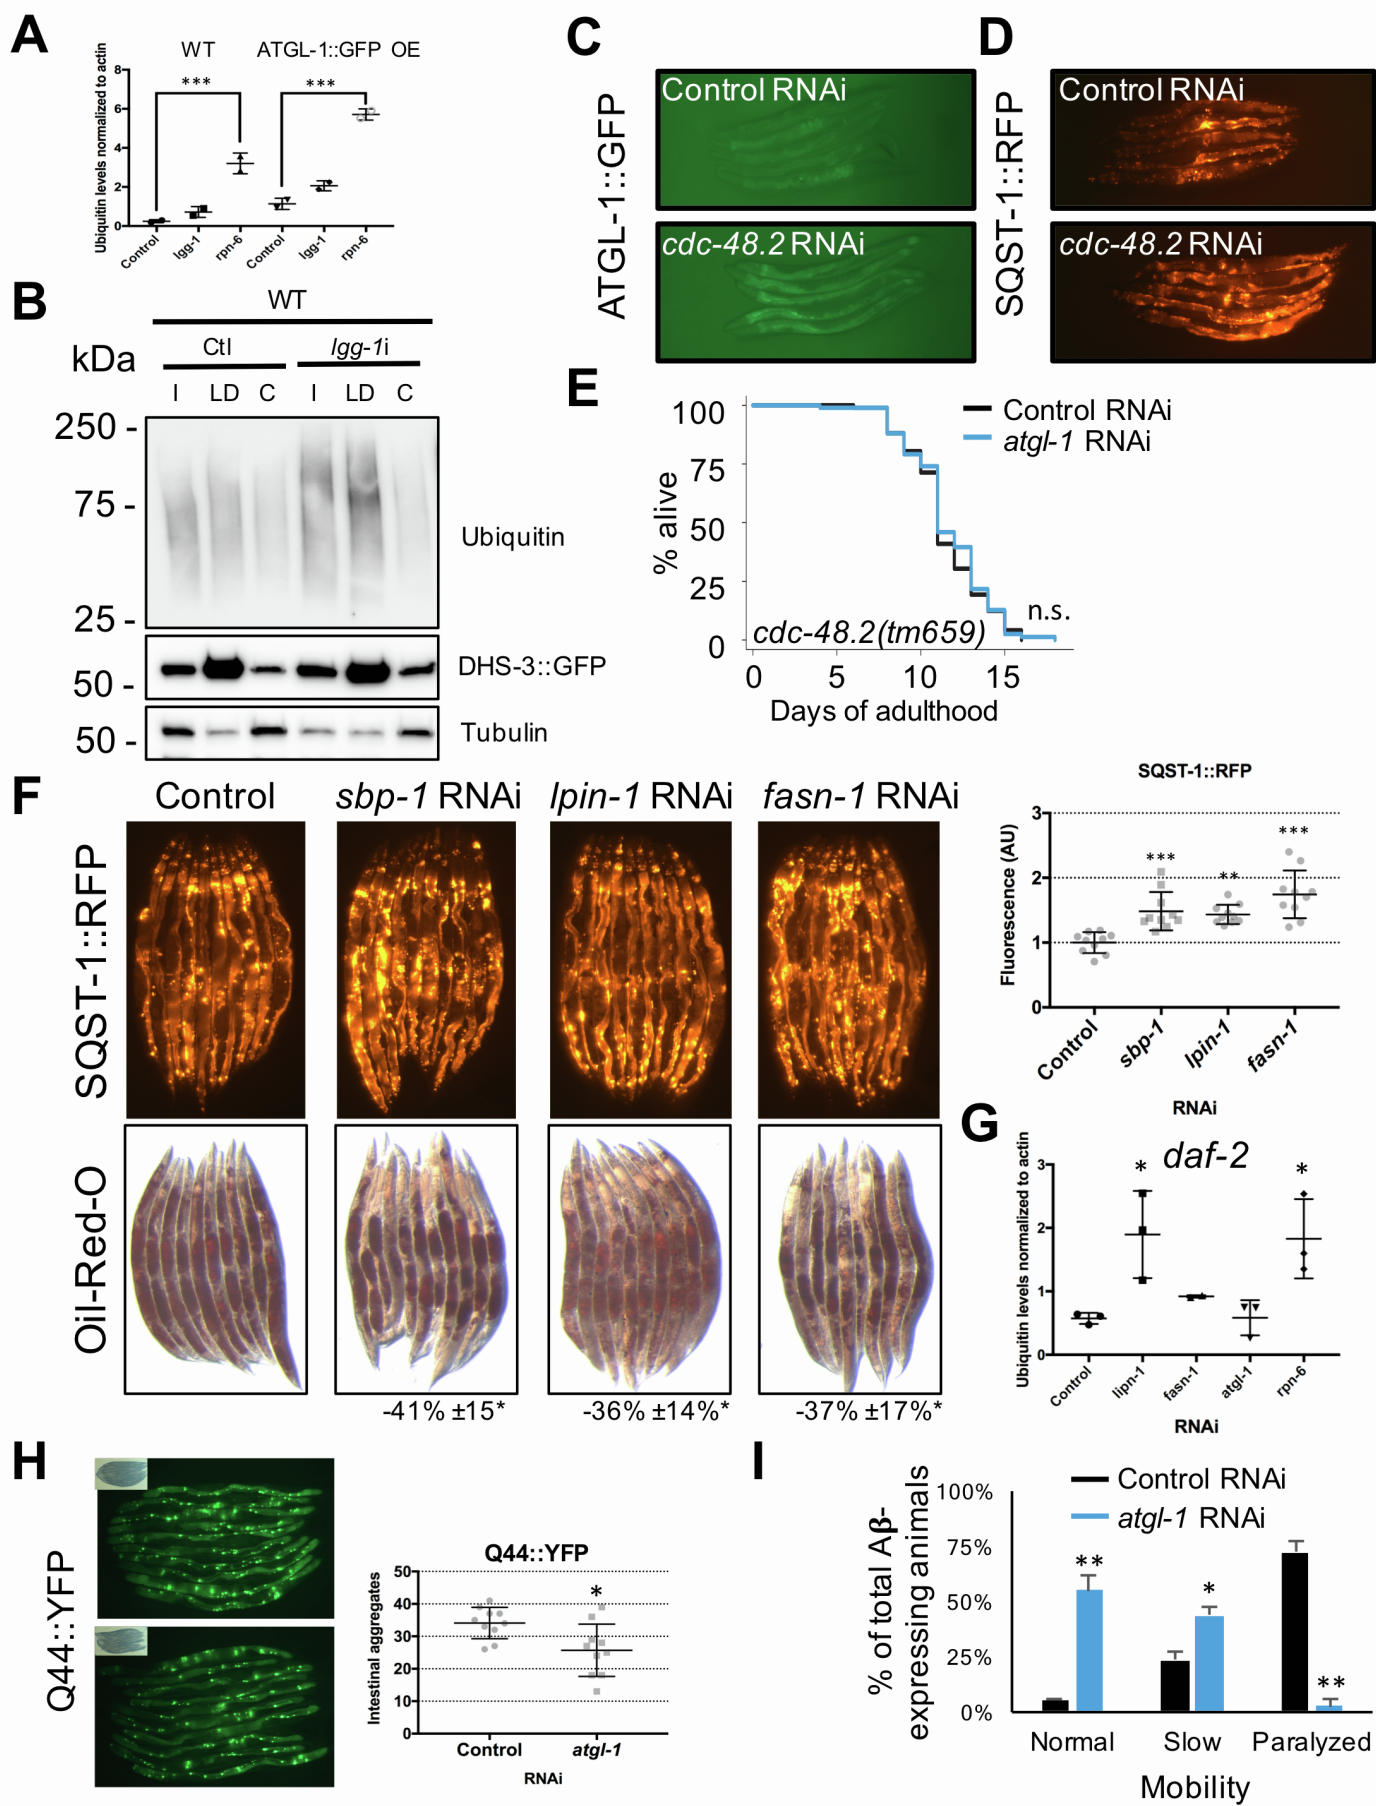 A
WT
ATGL-1::GFP OE
Ubiquitin levels normalized to actin
8
6
4
2
0
***
***
Control
lgg-1
rpn-6
Control
lgg-1
rpn-6
B
WT
kDa
Ctl
lgg-1i
I LD C I LD C
250 -
75 -
25 -
50 -
50 -
Ubiquitin
DHS-3::GFP
Tubulin
C
ATGL-1::GFP
Control RNAi
cdc-48.2 RNAi
D
SQST-1::RFP
Control RNAi
cdc-48.2 RNAi
E
Control RNAi
atgl-1 RNAi
% alive
100
75
50
25
0
n.s.
cdc-48.2(tm659)
0 5 10 15
Days of adulthood
F
Control
sbp-1 RNAi
lpin-1 RNAi
fasn-1 RNAi
SQST-1::RFP
Oil-Red-O
-41% ±15*
-36% ±14%*
-37% ±17%*
SQST-1::RFP
Fluorescence (AU)
3
2
1
0
***
**
***
Control
sbp-1
lpin-1
fasn-1
RNAi
G
daf-2
Ubiquitin levels normalized to actin
3
2
1
0
*
*
Control
lipn-1
fasn-1
atgl-1
rpn-6
RNAi
H
Q44::YFP
Q44::YFP
Intestinal aggregates
50
40
30
20
10
0
*
Control
atgl-1
RNAi
I
Control RNAi
atgl-1 RNAi
% of total Aβ-
expressing animals
100%
75%
50%
25%
0%
**
*
**
Normal
Slow
Paralyzed
Mobility